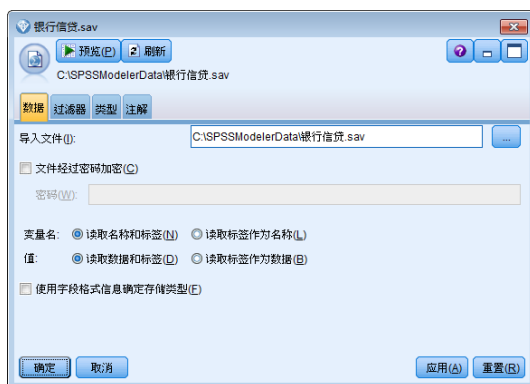 银行信贷.sav
预览(P) 刷新
C:\SPSSModelerData\银行信贷.sav
数据 过滤器 类型 注解
导入文件(I): C:\SPSSModelerData\银行信贷.sav ...
文件经过密码加密(C)
密码(W):
变量名: 读取名称和标签(N) 读取标签作为名称(L)
值: 读取数据和标签(D) 读取标签作为数据(B)
使用字段格式信息确定存储类型(F)
确定 取消 应用(A) 重置(R)